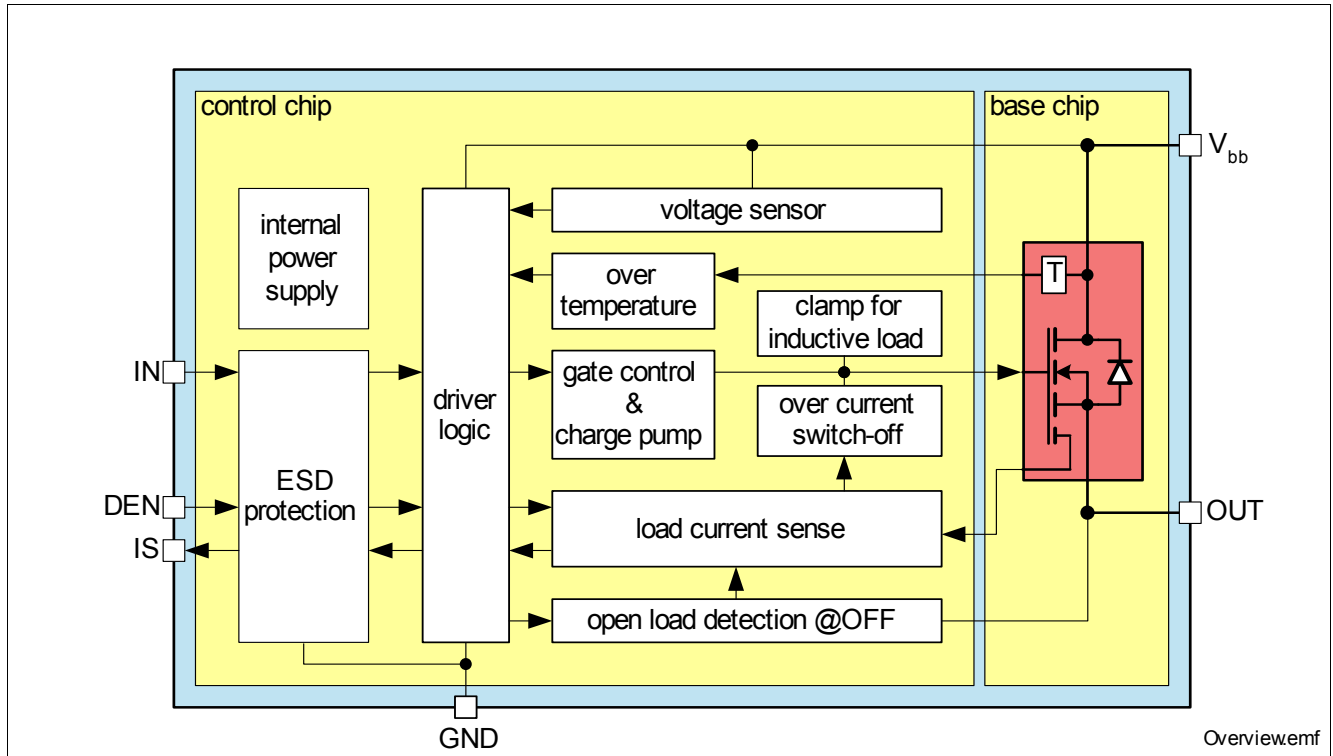 control chip
base chip
V_bb
voltage sensor
internal
power
supply
over
temperature
T
clamp for
inductive load
IN
driver
logic
gate control
&
charge pump
over current
switch-off
ESD
protection
DEN
load current sense
OUT
IS
open load detection @OFF
GND
Overview.emf